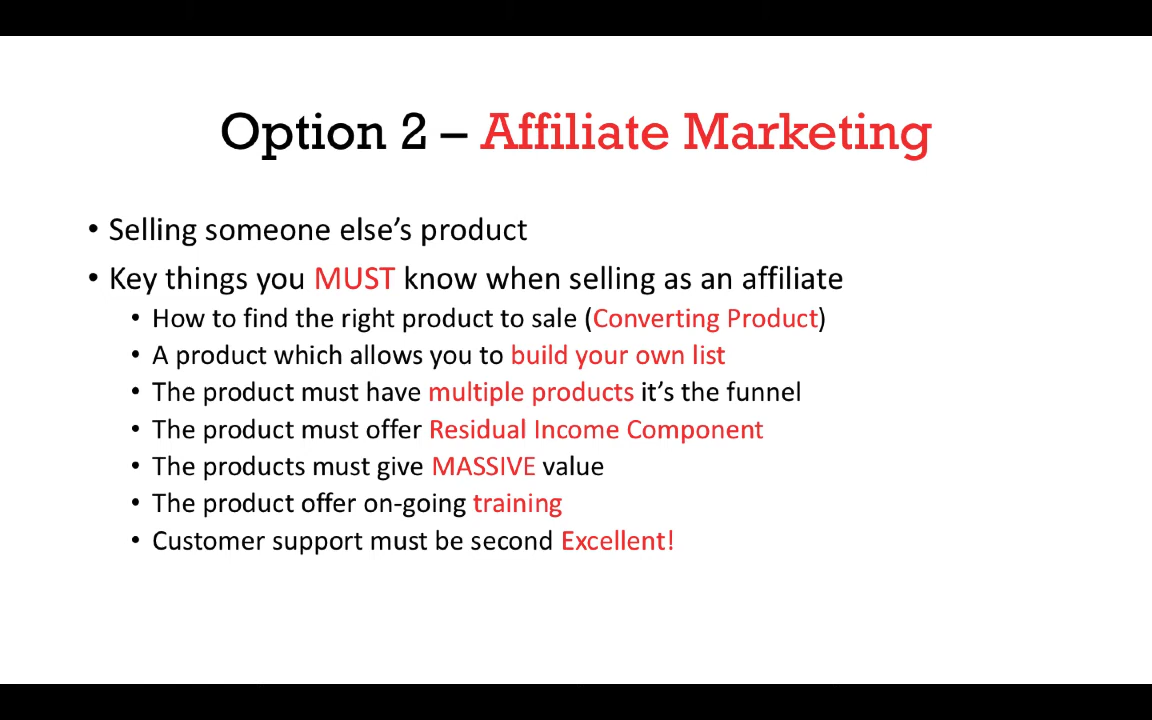 Option 2 – Affiliate Marketing
• Selling someone else’s product
• Key things you MUST know when selling as an affiliate
• How to find the right product to sale (Converting Product)
• A product which allows you to build your own list
• The product must have multiple products it’s the funnel
• The product must offer Residual Income Component
• The products must give MASSIVE value
• The product offer on-going training
• Customer support must be second Excellent!